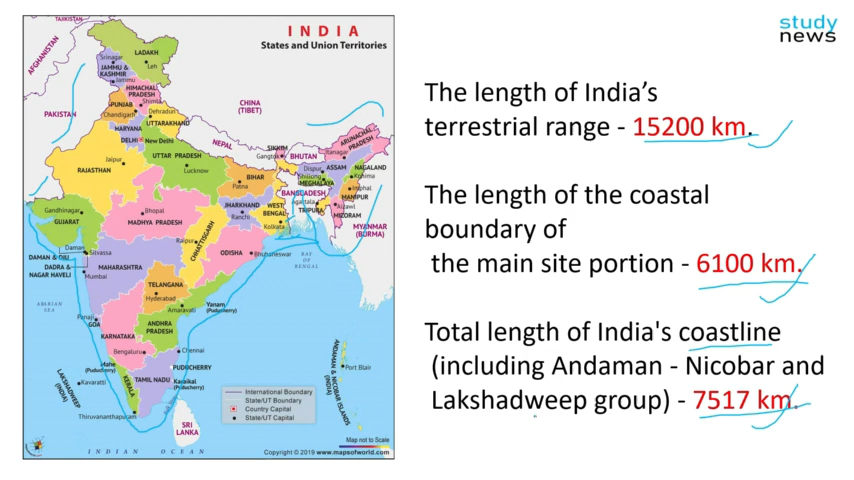 TAJIKISTAN
INDIA
States and Union Territories
study
news
AFGHANISTAN
LADAKH
Srinagar
Leh
JAMMU &
KASHMIR
Jammu
HIMACHAL
PRADESH
Shimla
PUNJAB
Chandigarh
Dehradun
UTTARAKHAND
CHINA
(TIBET)
PAKISTAN
HARYANA
DELHI
New Delhi
NEPAL
SIKKIM
Gangtok
BHUTAN
ARUNACHAL
PRADESH
Itanagar
Jaipur
UTTAR PRADESH
Lucknow
RAJASTHAN
BIHAR
Patna
Dispur
ASSAM
NAGALAND
Kohima
Shillong
MEGHALAYA
Imphal
MANIPUR
BANGLADESH
Agartala
TRIPURA
Aizawl
MIZORAM
Gandhinagar
GUJARAT
Bhopal
MADHYA PRADESH
JHARKHAND
Ranchi
WEST
BENGAL
Kolkata
MYANMAR
(BURMA)
Raipur
CHHATTISGARH
ODISHA
Bhubaneswar
Daman
DAMAN & DIU
Silvassa
DADRA &
NAGAR HAVELI
Mumbai
MAHARASHTRA
BAY
OF
BENGAL
ARABIAN
SEA
TELANGANA
Hyderabad
Amaravati
Yanam
(Puducherry)
Panaji
GOA
ANDHRA
PRADESH
KARNATAKA
Bengaluru
Chennai
Mahe
(Puducherry)
PUDUCHERRY
Karaikal
(Puducherry)
TAMIL NADU
KERALA
LAKSHADWEEP
(INDIA)
Kavaratti
Thiruvananthapuram
SRI
LANKA
ANDAMAN & NICOBAR ISLANDS
(INDIA)
Port Blair
International Boundary
State/UT Boundary
Country Capital
State/UT Capital
Map not to Scale
INDIAN OCEAN
Copyright © 2019 www.mapsofworld.com
The length of India’s
terrestrial range - 15200 km.
The length of the coastal
boundary of
the main site portion - 6100 km.
Total length of India's coastline
(including Andaman - Nicobar and
Lakshadweep group) - 7517 km.